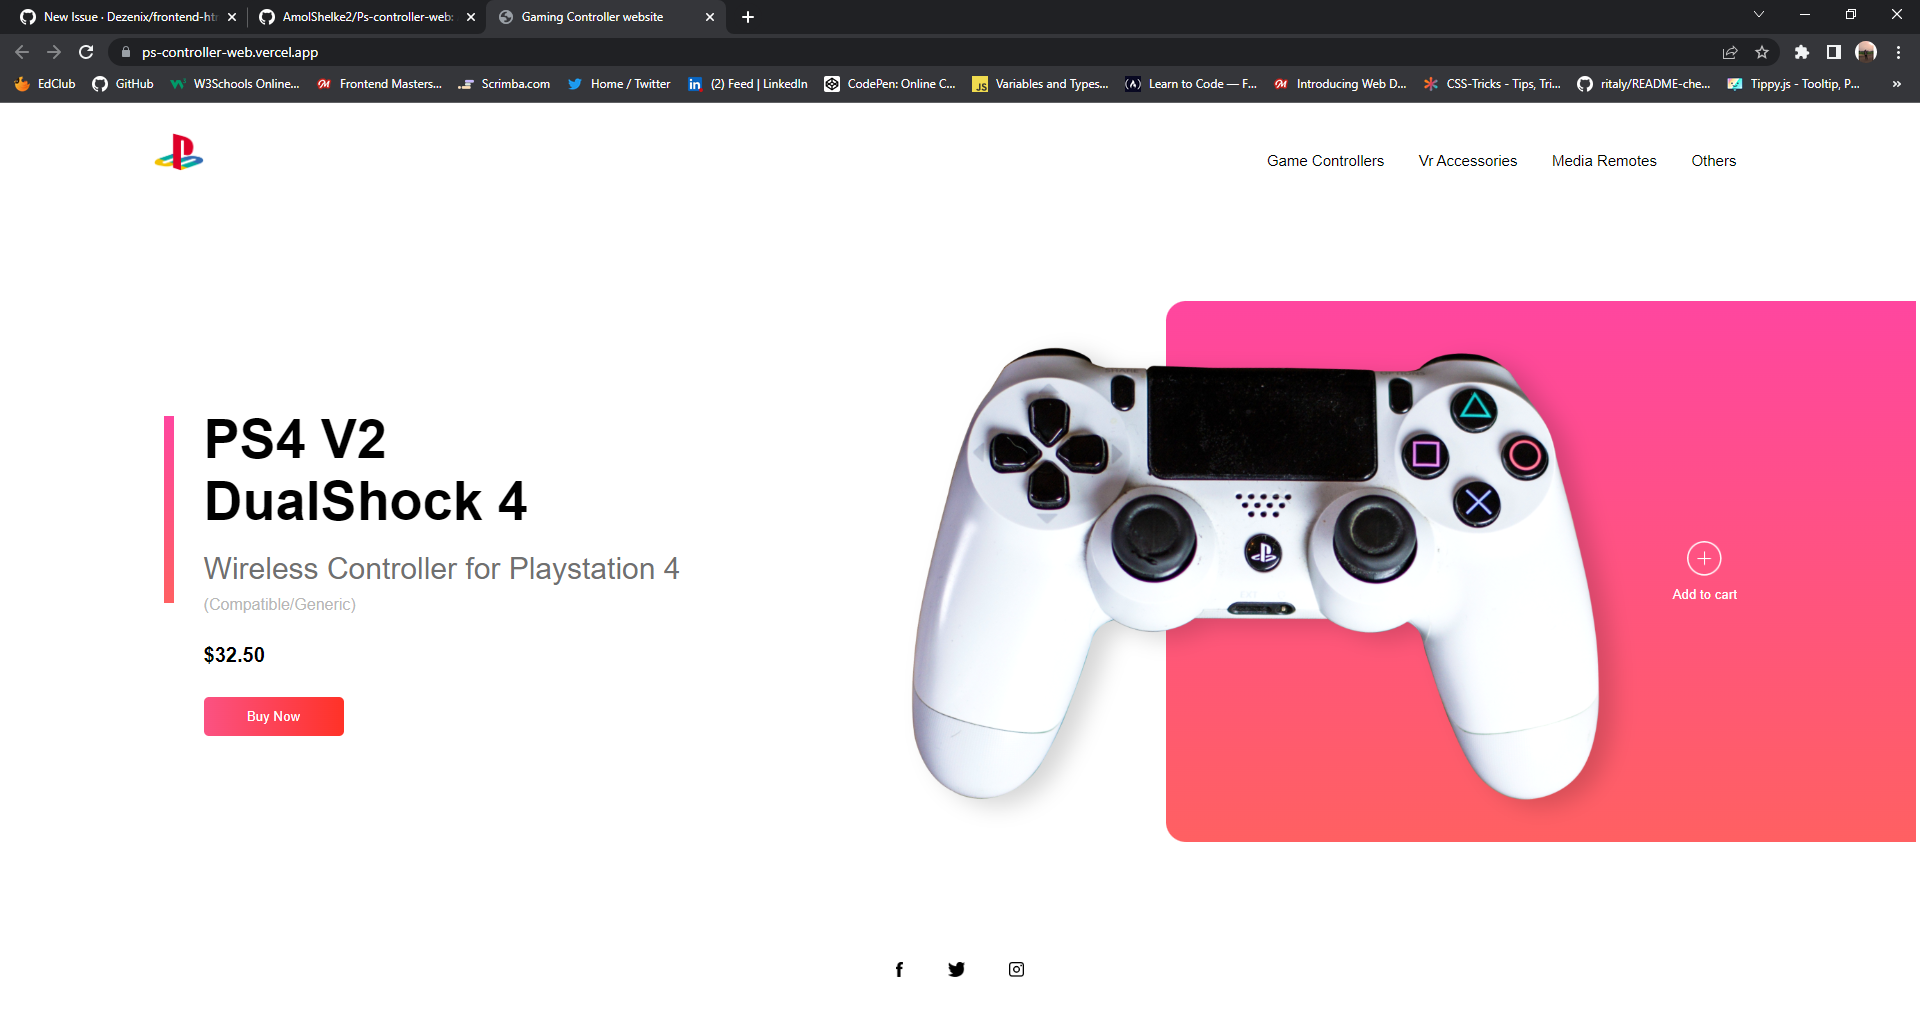 New Issue · Dezenix/frontend-htm
AmolShelke2/Ps-controller-web:
Gaming Controller website
ps-controller-web.vercel.app
EdClub
GitHub
W3Schools Online...
Frontend Masters...
Scrimba.com
Home / Twitter
(2) Feed | LinkedIn
CodePen: Online C...
Variables and Types...
Learn to Code — F...
Introducing Web D...
CSS-Tricks - Tips, Tri...
ritaly/README-che...
Tippy.js - Tooltip, P...
Game Controllers
Vr Accessories
Media Remotes
Others
PS4 V2
DualShock 4
Wireless Controller for Playstation 4
(Compatible/Generic)
$32.50
Buy Now
Add to cart